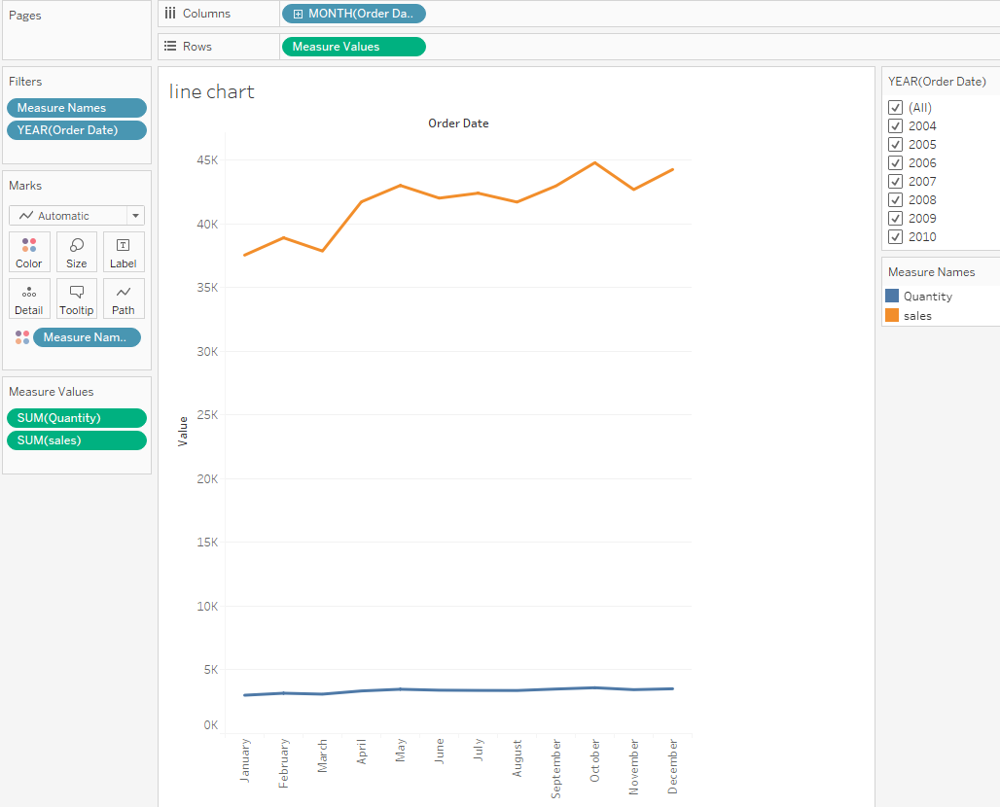 Pages
Columns
MONTH(Order Da..
Rows
Measure Values
Filters
Measure Names
YEAR(Order Date)
Marks
Automatic
Color
Size
Label
Detail
Tooltip
Path
Measure Nam..
Measure Values
SUM(Quantity)
SUM(sales)
line chart
Order Date
45K
40K
35K
30K
25K
20K
15K
10K
5K
0K
Value
January
February
March
April
May
June
July
August
September
October
November
December
YEAR(Order Date)
(All)
2004
2005
2006
2007
2008
2009
2010
Measure Names
Quantity
sales